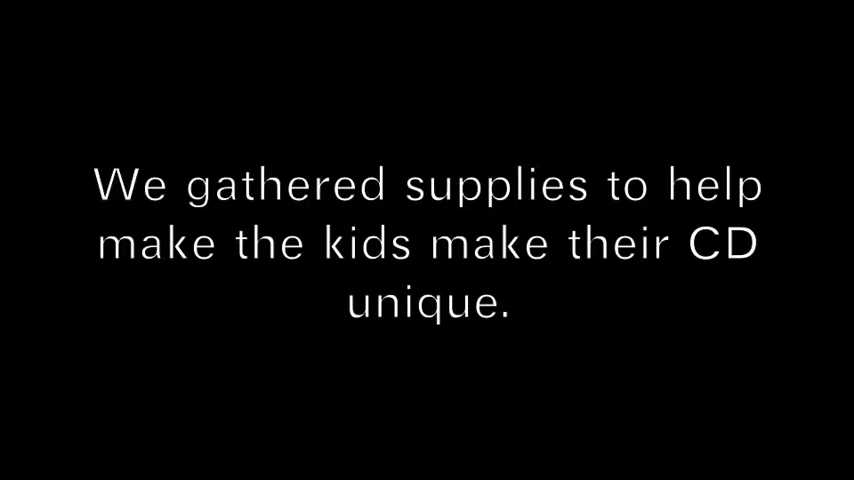 We gathered supplies to help
make the kids make their CD
unique.